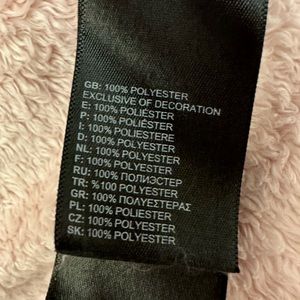 GB: 100% POLYESTER
EXCLUSIVE OF DECORATION
E: 100% POLIÉSTER
P: 100% POLIÉSTER
I: 100% POLIESTERE
D: 100% POLYESTER
NL: 100% POLYESTER
F: 100% POLYESTER
RU: 100% ПОЛИЭСТЕР
TR: %100 POLYESTER
GR: 100% ΠΟΛΥΕΣΤΕΡΑΣ
PL: 100% POLIESTER
CZ: 100% POLYESTER
SK: 100% POLYESTER